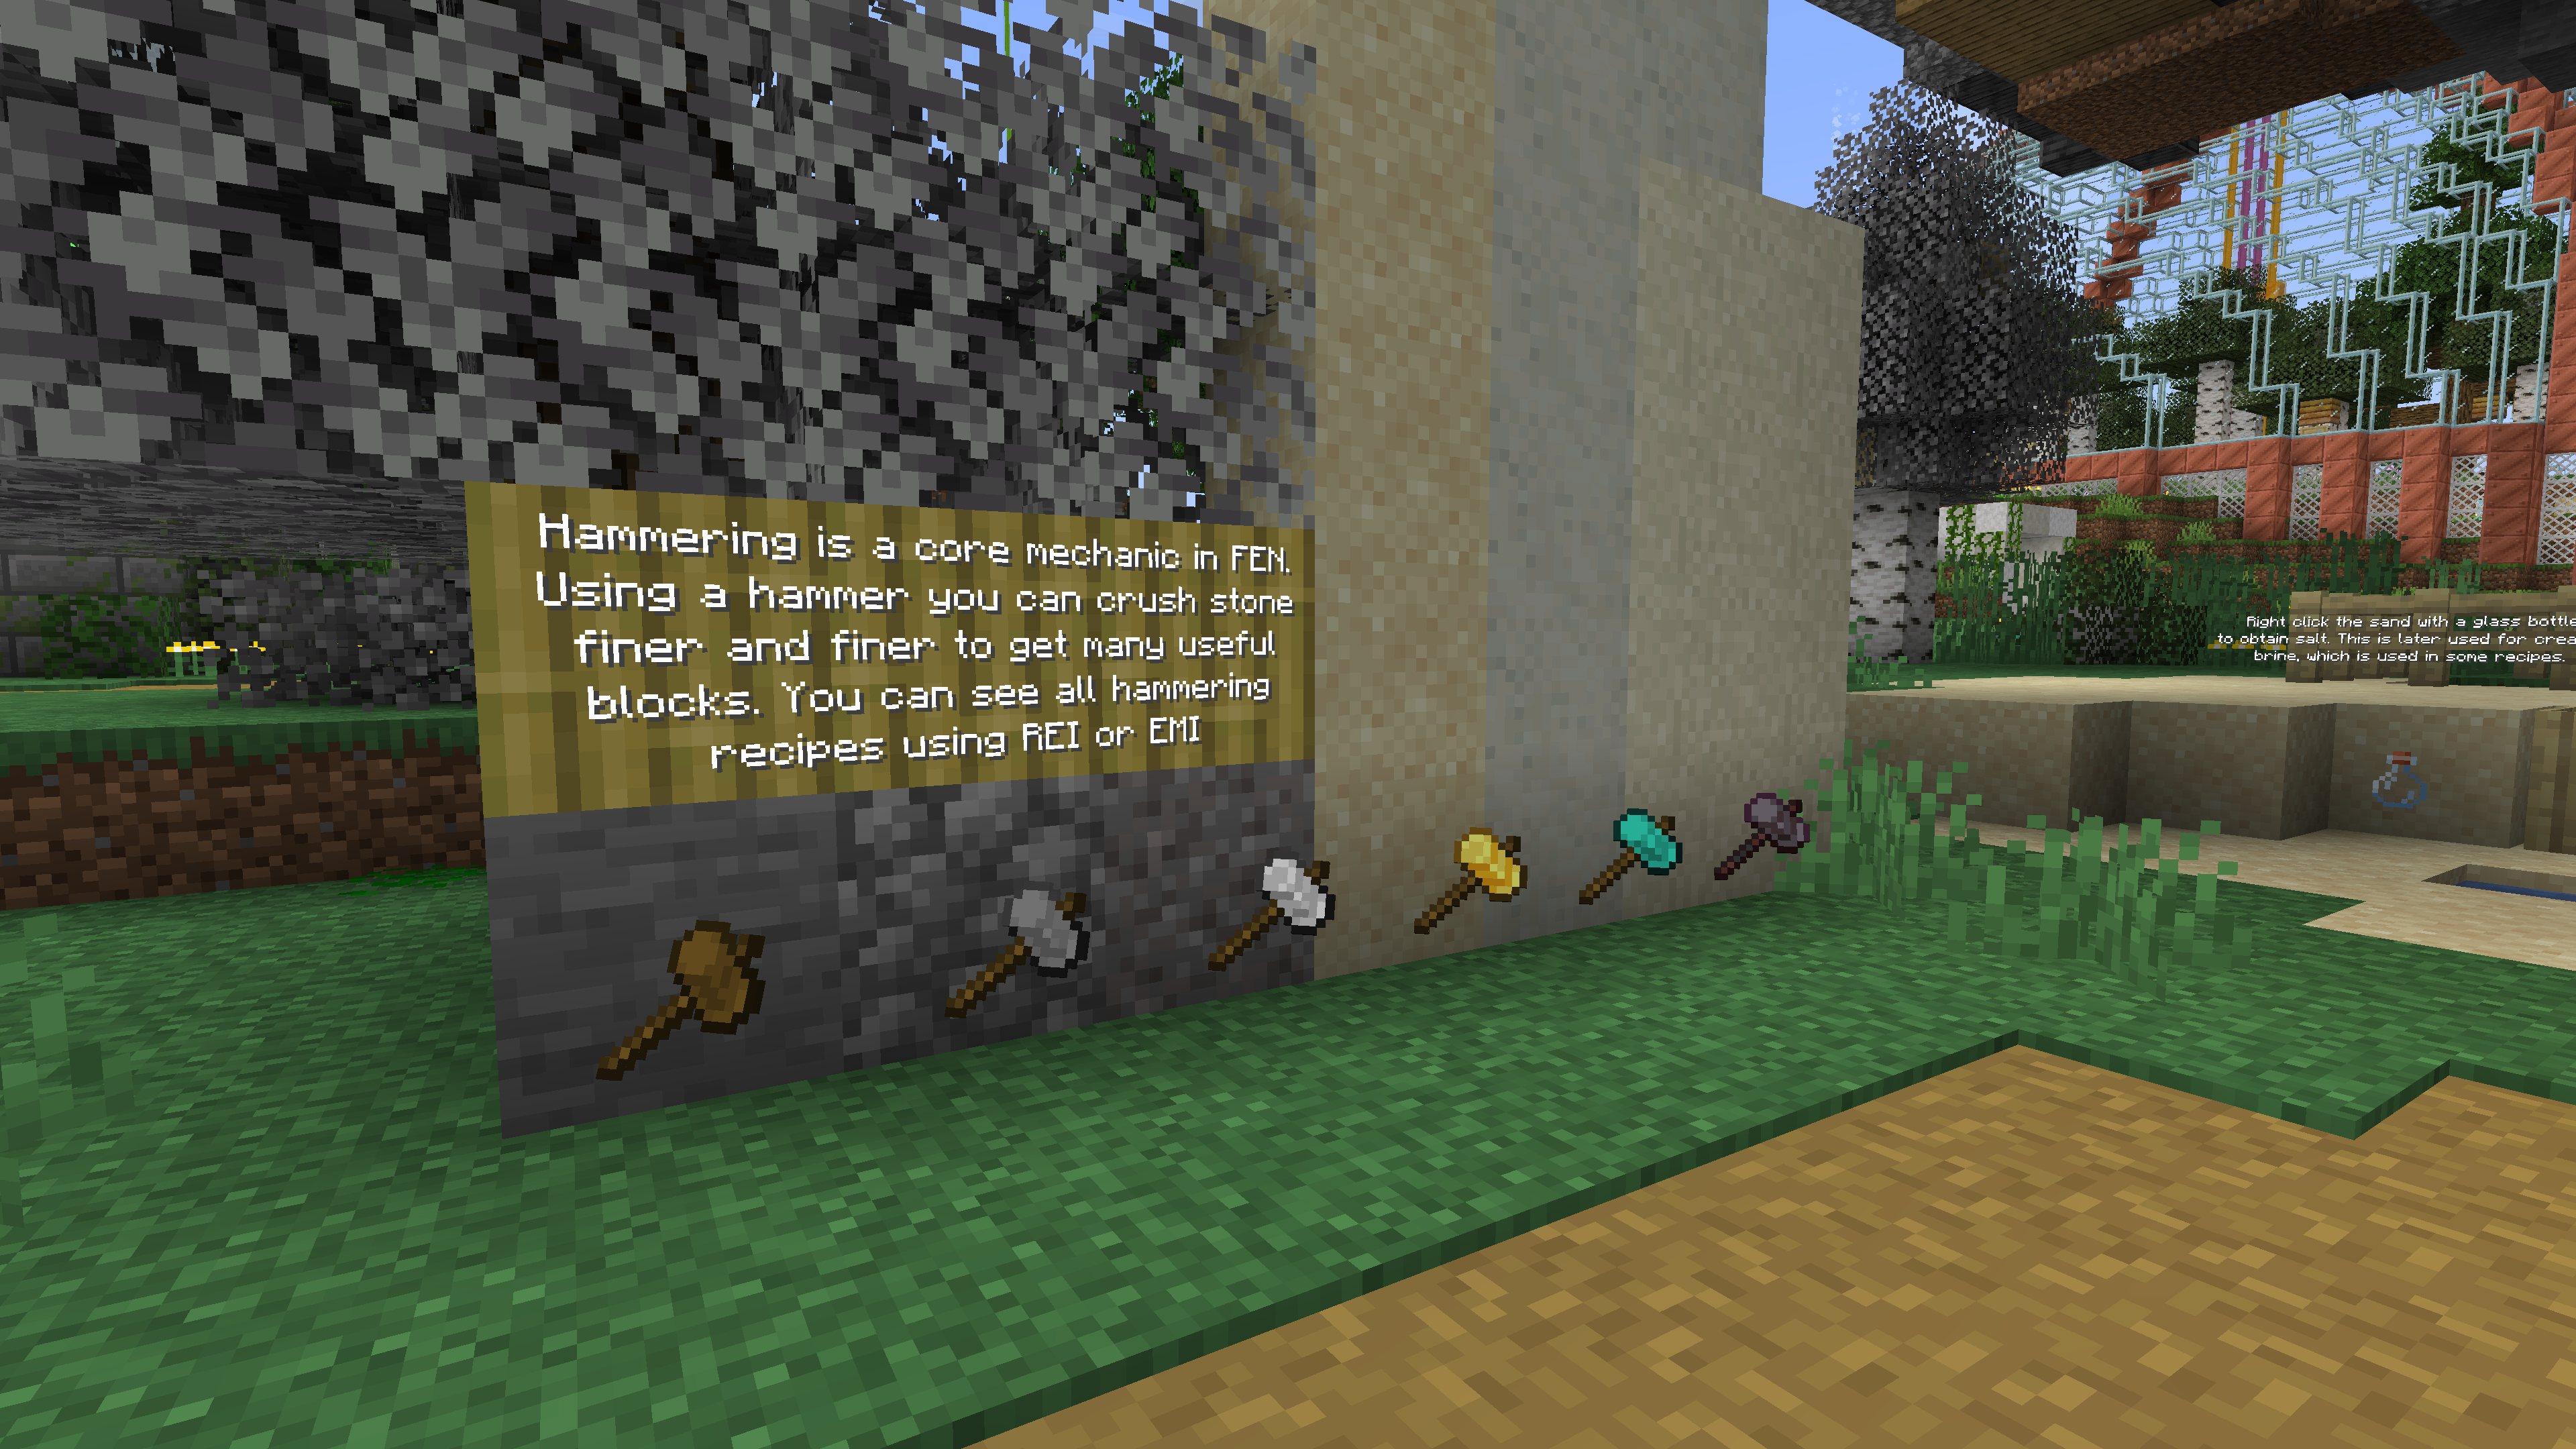 Hammering is a core mechanic in FEN.
Using a hammer you can crush stone
finer and finer to get many useful
blocks. You can see all hammering
recipes using REI or EMI
Right click the sand with a glass bottle
to obtain salt. This is later used for
brine, which is used in some recipes.